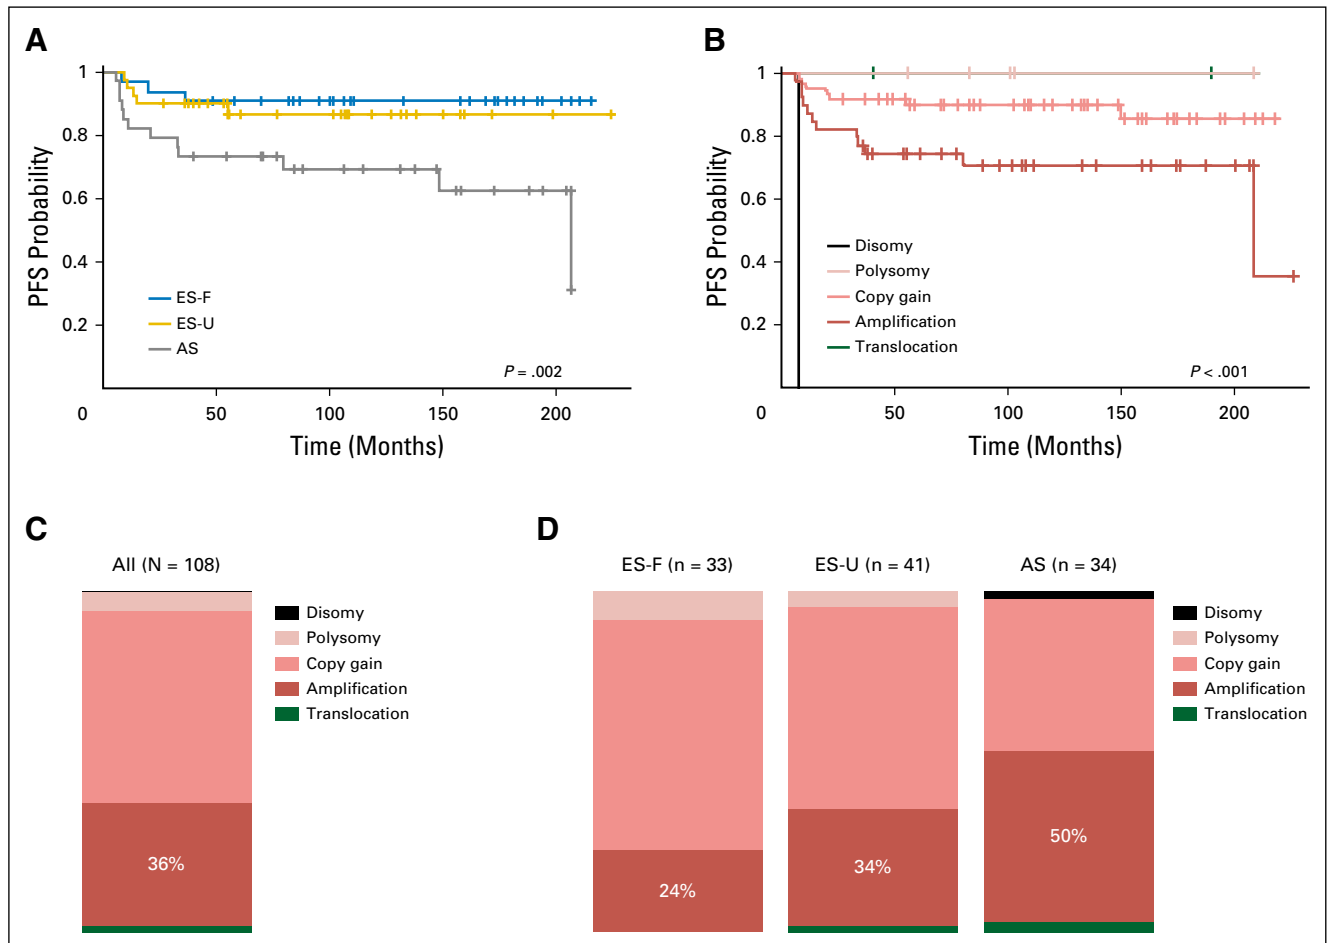 A
1
0.8
0.6
0.4
0.2
PFS Probability
ES-F
ES-U
AS
P = .002
0
50
100
150
200
Time (Months)
B
1
0.8
0.6
0.4
0.2
PFS Probability
Disomy
Polysomy
Copy gain
Amplification
Translocation
P < .001
0
50
100
150
200
Time (Months)
C
All (N = 108)
36%
Disomy
Polysomy
Copy gain
Amplification
Translocation
D
ES-F (n = 33)
ES-U (n = 41)
AS (n = 34)
24%
34%
50%
Disomy
Polysomy
Copy gain
Amplification
Translocation